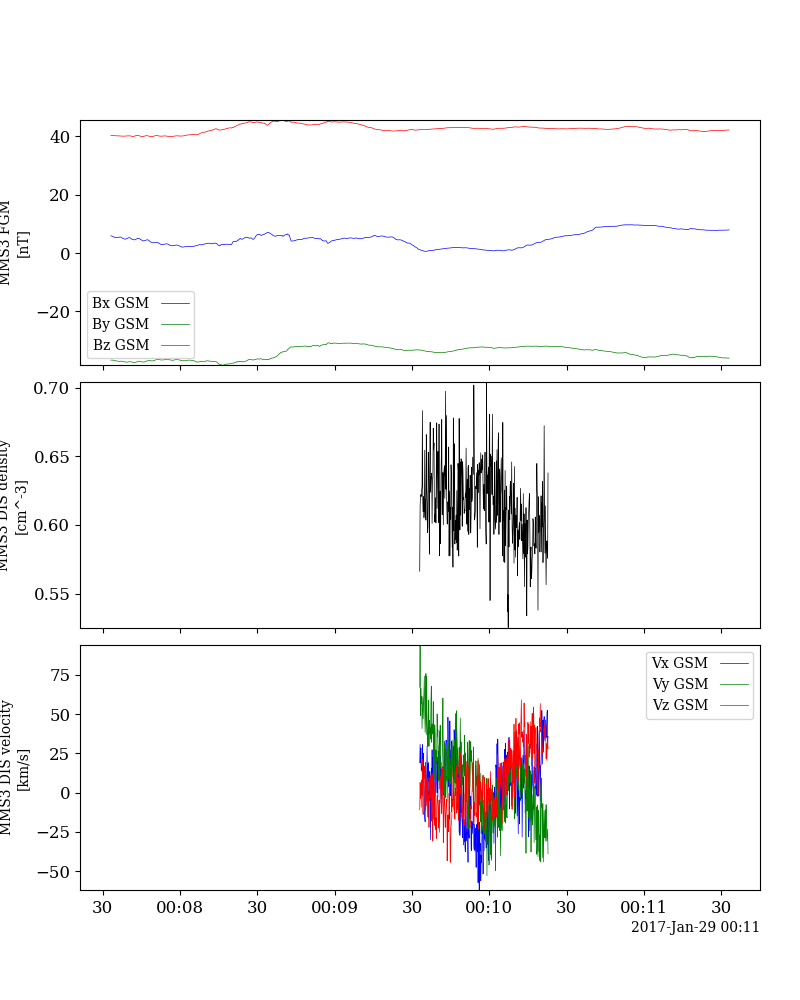 40
20
0
−20
MMS3 FGM
[nT]
Bx GSM
By GSM
Bz GSM
0.70
0.65
0.60
0.55
MMS3 DIS density
[cm^-3]
75
50
25
0
−25
−50
MMS3 DIS velocity
[km/s]
Vx GSM
Vy GSM
Vz GSM
30 00:08 30 00:09 30 00:10 30 00:11 30
2017-Jan-29 00:11